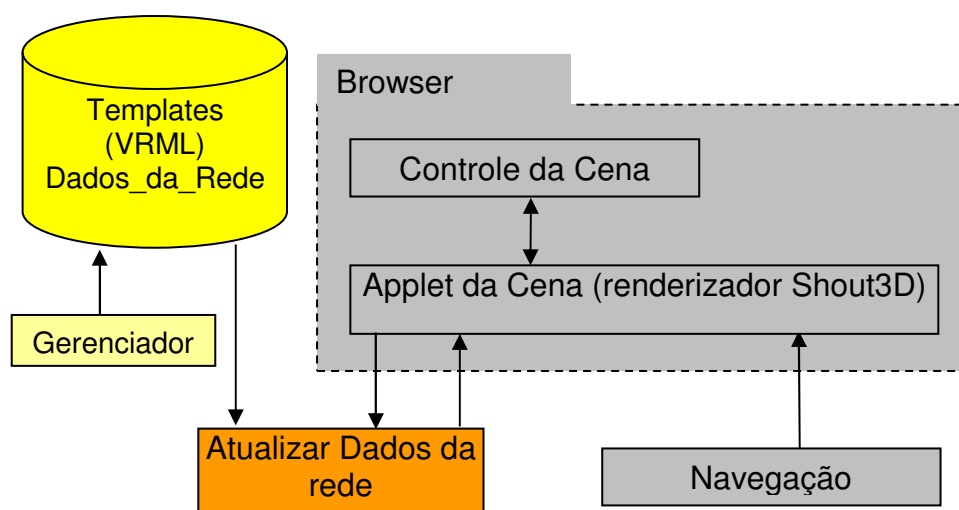 Templates
(VRML)
Dados_da_Rede
Browser
Controle da Cena
Applet da Cena (renderizador Shout3D)
Gerenciador
Atualizar Dados da
rede
Navegação